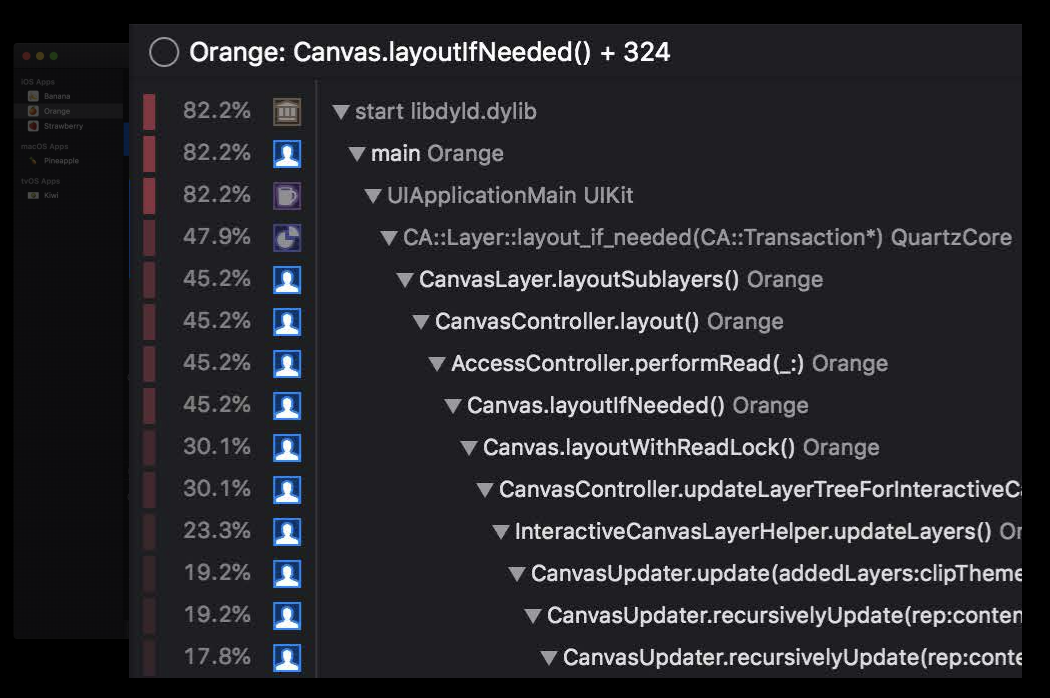 Orange: Canvas.layoutIfNeeded() + 324
iOS Apps
Banana
Orange
Strawberry
macOS Apps
Pineapple
tvOS Apps
Kiwi
82.2% start libdyld.dylib
82.2% main Orange
82.2% UIApplicationMain UIKit
47.9% CA::Layer::layout_if_needed(CA::Transaction*) QuartzCore
45.2% CanvasLayer.layoutSublayers() Orange
45.2% CanvasController.layout() Orange
45.2% AccessController.performRead(_:) Orange
45.2% Canvas.layoutIfNeeded() Orange
30.1% Canvas.layoutWithReadLock() Orange
30.1% CanvasController.updateLayerTreeForInteractiveCa
23.3% InteractiveCanvasLayerHelper.updateLayers() Or
19.2% CanvasUpdater.update(addedLayers:clipTheme
19.2% CanvasUpdater.recursivelyUpdate(rep:conten
17.8% CanvasUpdater.recursivelyUpdate(rep:conte